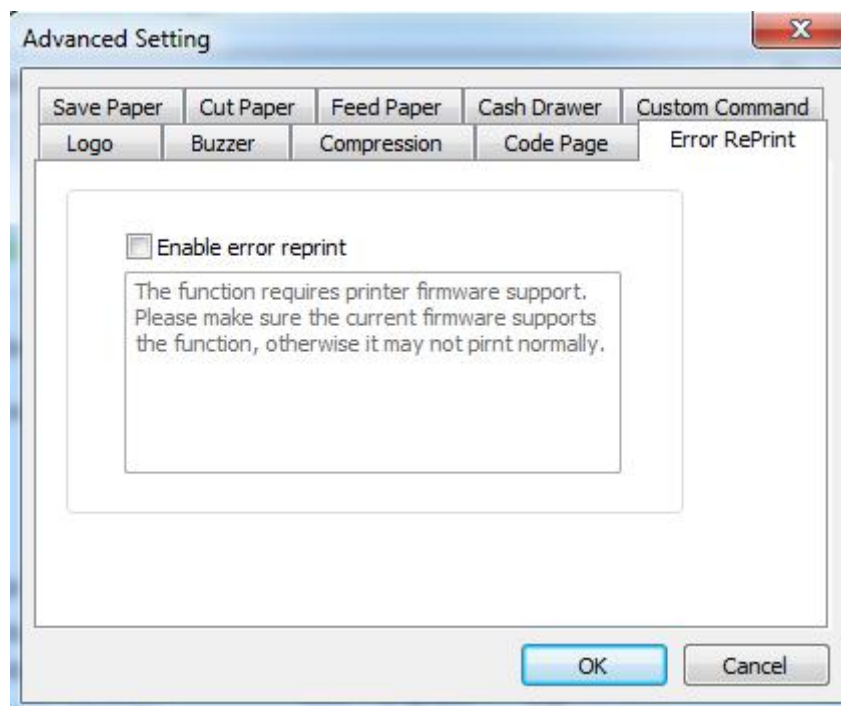 Advanced Setting
Save Paper Cut Paper Feed Paper Cash Drawer Custom Command
Logo Buzzer Compression Code Page Error RePrint
Enable error reprint
The function requires printer firmware support.
Please make sure the current firmware supports
the function, otherwise it may not pirnt normally.
OK Cancel